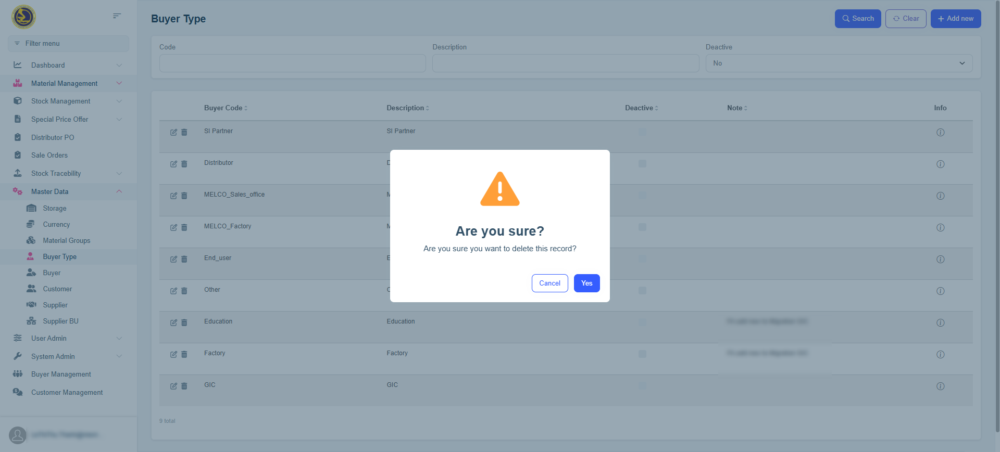 Buyer Type
Search
Clear
Add new
Filter menu
Dashboard
Material Management
Stock Management
Special Price Offer
Distributor PO
Sale Orders
Stock Tracebility
Master Data
Storage
Currency
Material Groups
Buyer Type
Buyer
Customer
Supplier
Supplier BU
User Admin
System Admin
Buyer Management
Customer Management
Code
Description
Deactive
No
Buyer Code
Description
Deactive
Note
Info
SI Partner
SI Partner
Distributor
D
MELCO_Sales_office
M
MELCO_Factory
M
End_user
E
Other
O
Education
Education
Factory
Factory
GIC
GIC
9 total
Are you sure?
Are you sure you want to delete this record?
Cancel
Yes